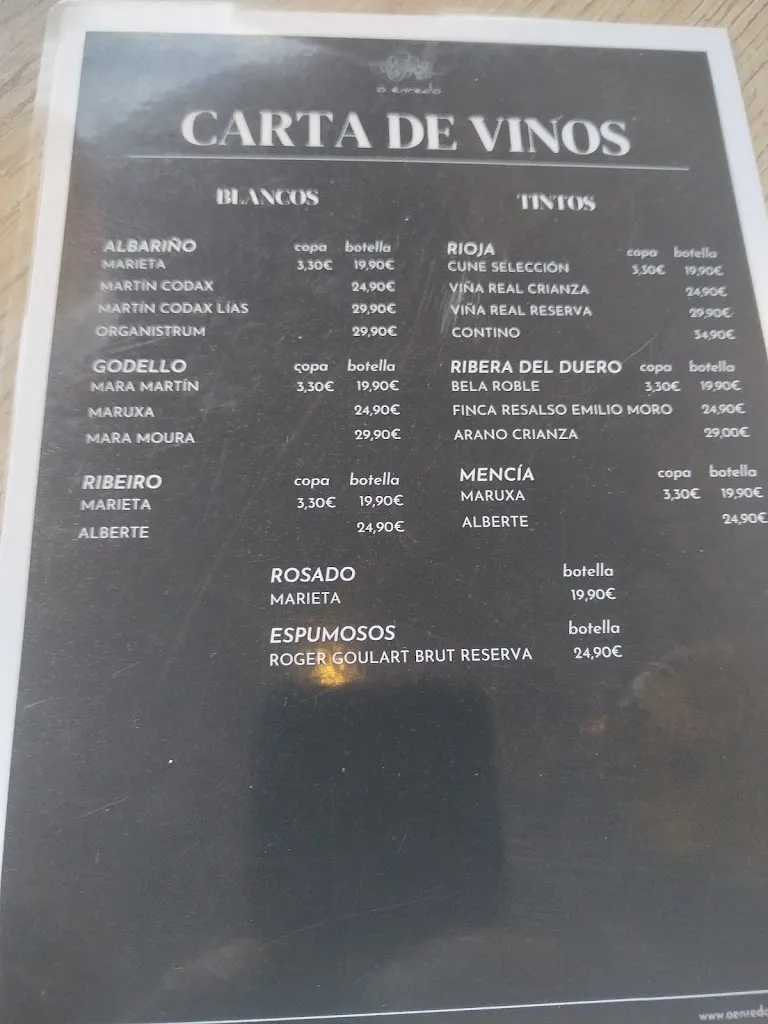 o enredo
CARTA DE VINOS
BLANCOS
ALBARIÑO copa botella
MARIETA 3,30€ 19,90€
MARTÍN CODAX 24,90€
MARTÍN CODAX LÍAS 29,90€
ORGANISTRUM 29,90€
GODELLO copa botella
MARA MARTÍN 3,30€ 19,90€
MARUXA 24,90€
MARA MOURA 29,90€
RIBEIRO copa botella
MARIETA 3,30€ 19,90€
ALBERTE 24,90€
TINTOS
RIOJA copa botella
CUNE SELECCIÓN 3,30€ 19,90€
VIÑA REAL CRIANZA 24,90€
VIÑA REAL RESERVA 29,90€
CONTINO 34,90€
RIBERA DEL DUERO copa botella
BELA ROBLE 3,30€ 19,90€
FINCA RESALSO EMILIO MORO 24,90€
ARANO CRIANZA 29,00€
MENCÍA copa botella
MARUXA 3,30€ 19,90€
ALBERTE 24,90€
ROSADO botella
MARIETA 19,90€
ESPUMOSOS botella
ROGER GOULART BRUT RESERVA 24,90€
www.oenredo